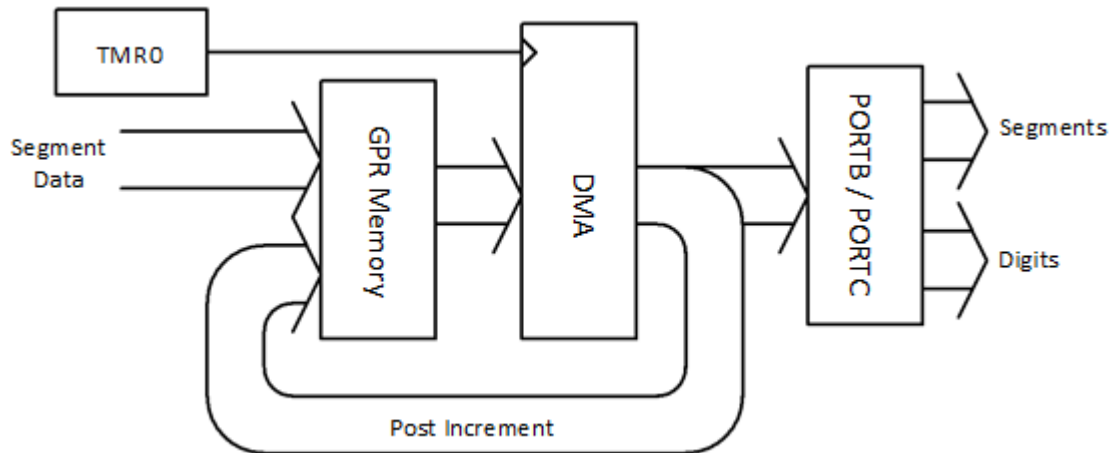 TMR0
Segment
Data
GPR Memory
DMA
PORTB / PORTC
Segments
Digits
Post Increment